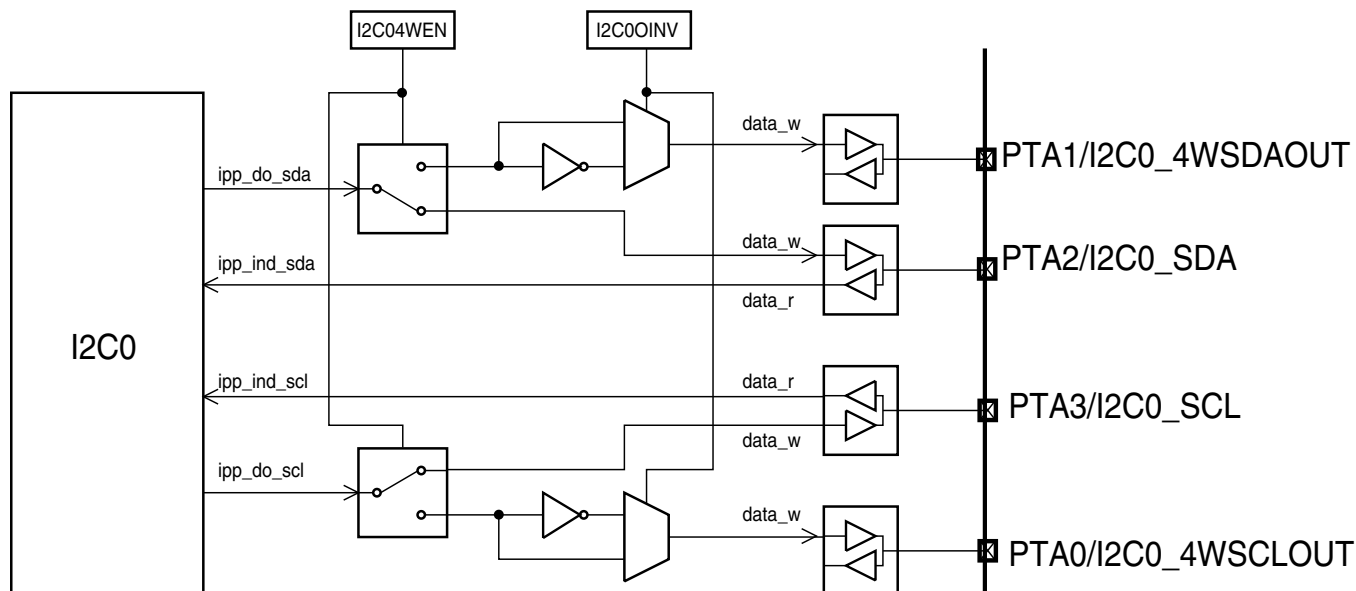 I2C04WEN
I2C0OINV
data_w
PTA1/I2C0_4WSDAOUT
ipp_do_sda
data_w
PTA2/I2C0_SDA
ipp_ind_sda
data_r
I2C0
ipp_ind_scl
data_r
PTA3/I2C0_SCL
data_w
ipp_do_scl
data_w
PTA0/I2C0_4WSCLOUT